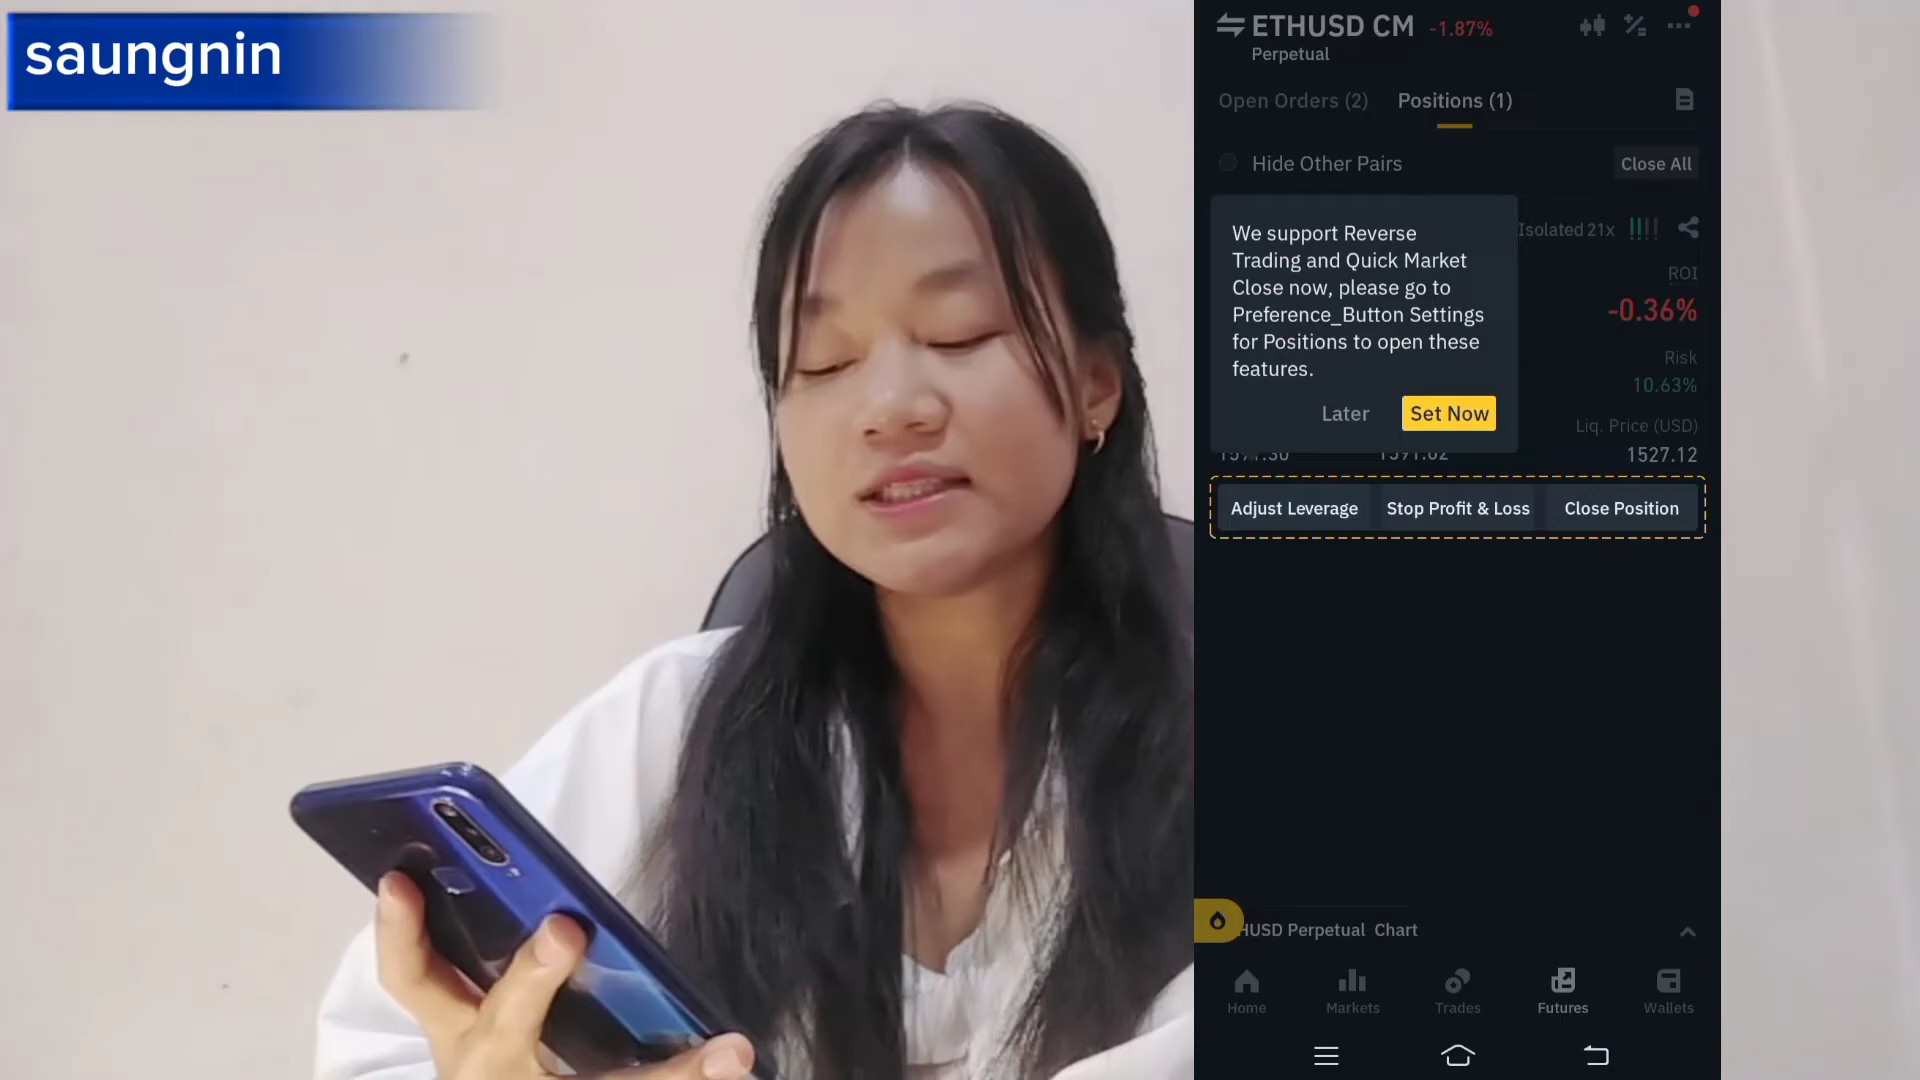 saungnin
ETHUSD CM -1.87%
Perpetual
Open Orders (2) Positions (1)
Hide Other Pairs Close All
We support Reverse
Trading and Quick Market
Close now, please go to
Preference_Button Settings
for Positions to open these
features.
Later Set Now
Isolated 21x
ROI
-0.36%
Risk
10.63%
Liq. Price (USD)
1527.12
Adjust Leverage Stop Profit & Loss Close Position
HUSD Perpetual Chart
Home Markets Trades Futures Wallets